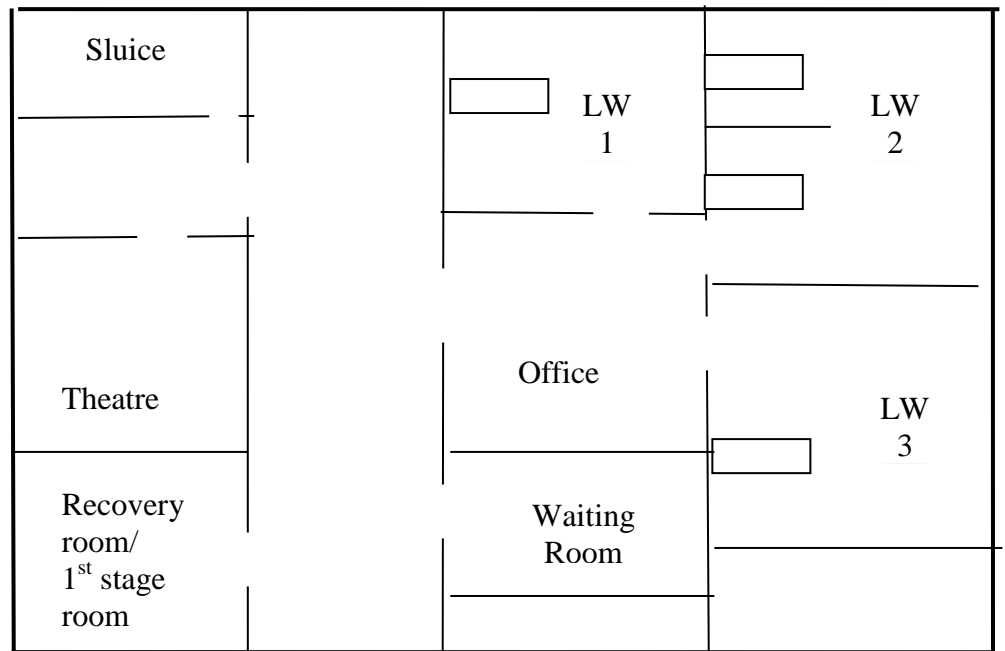 Sluice
LW
1
LW
2
Office
Theatre
LW
3
Recovery
room/
1st stage
room
Waiting
Room